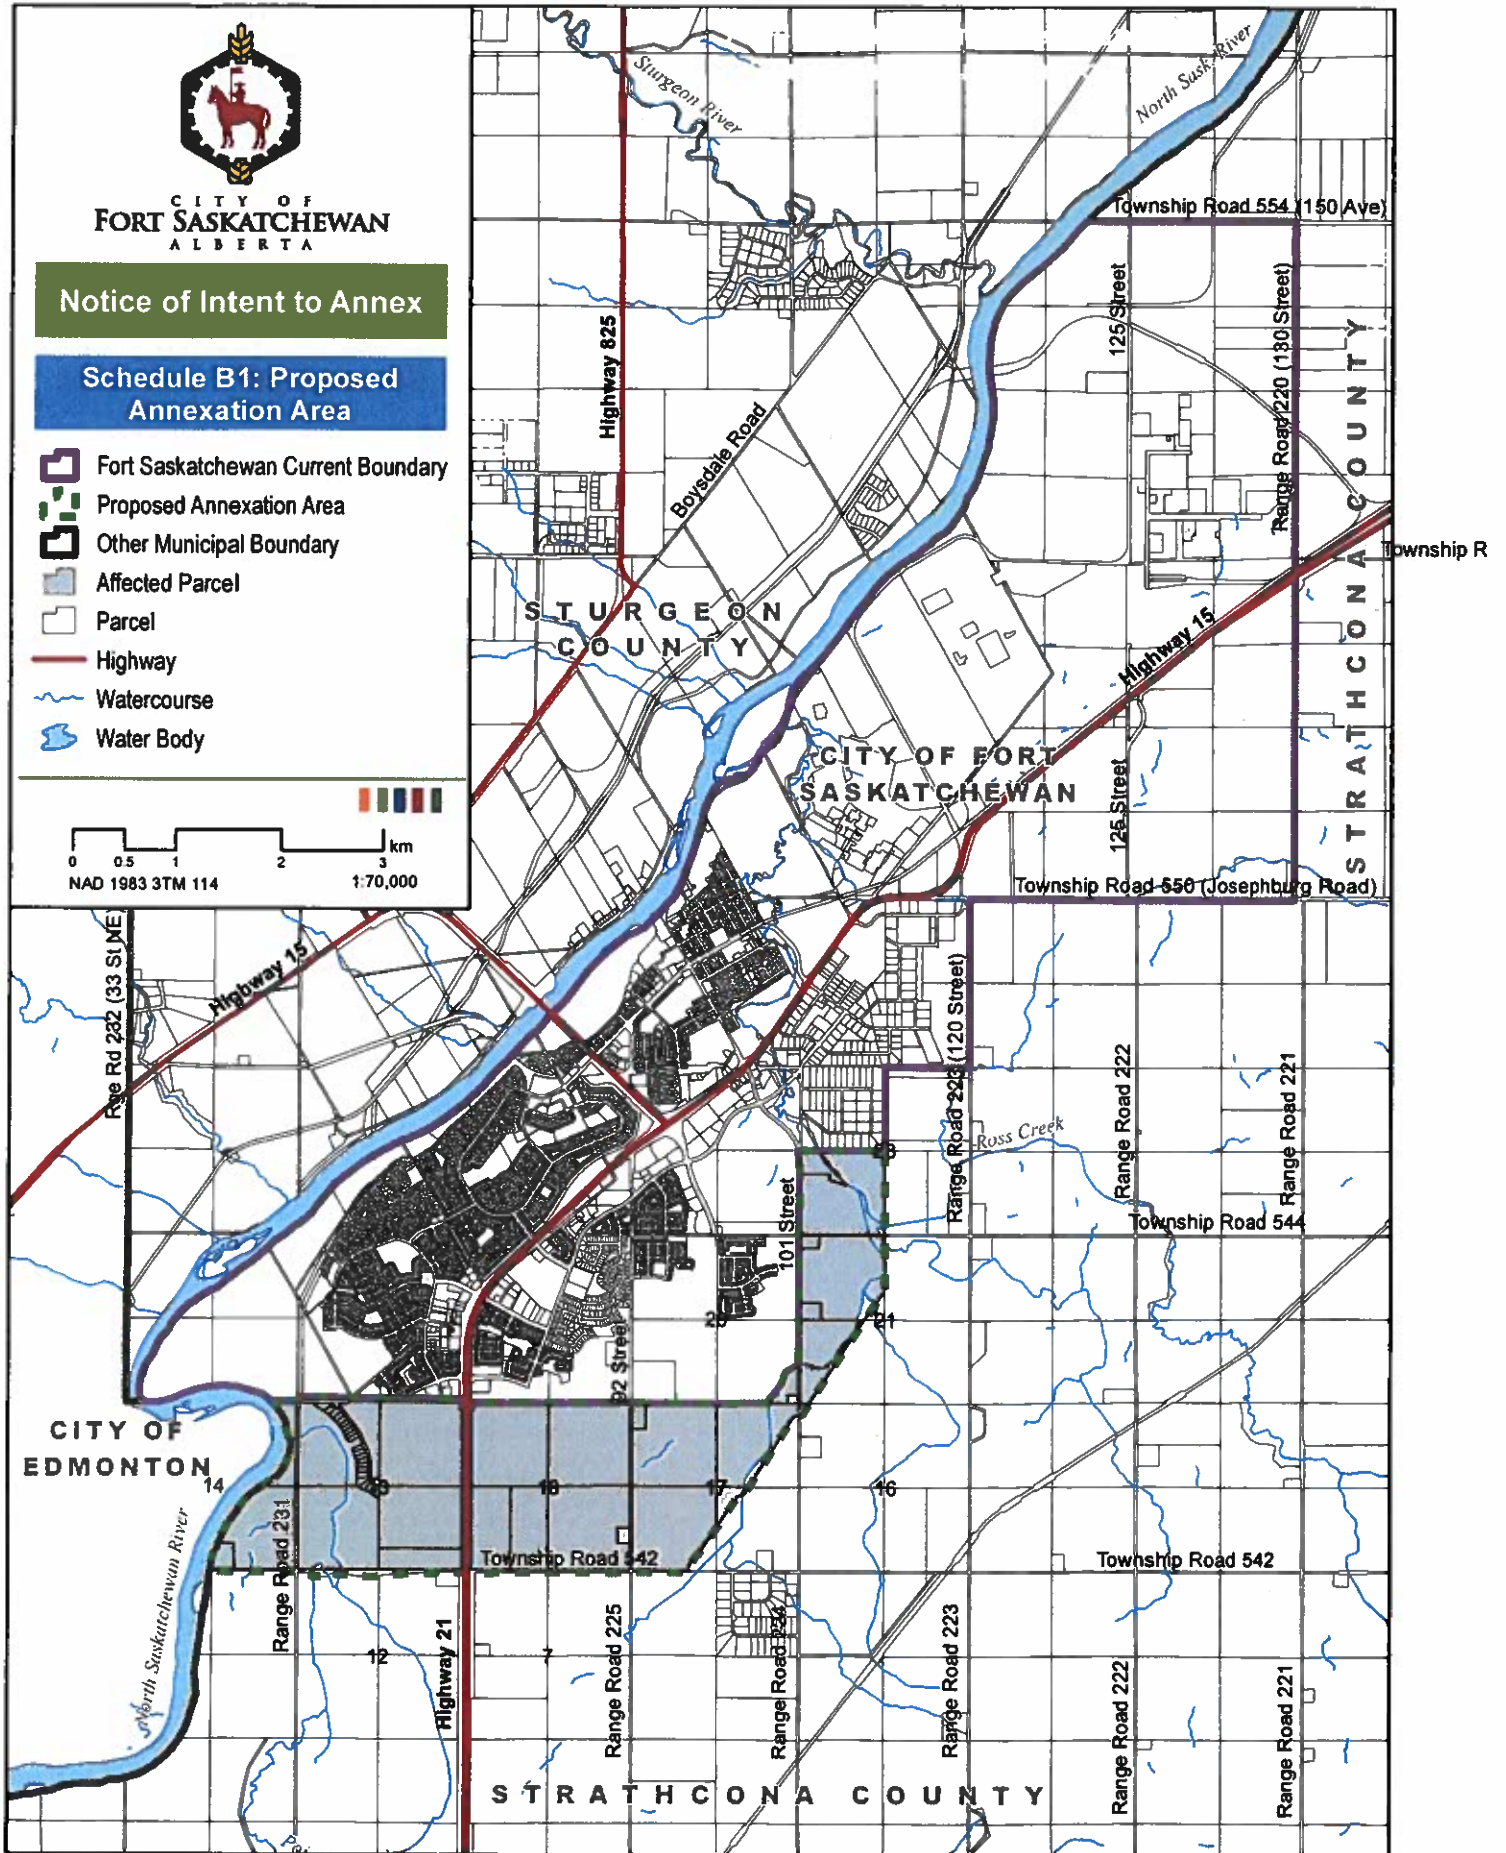 CITY OF
FORT SASKATCHEWAN
ALBERTA
Notice of Intent to Annex
Schedule B1: Proposed
Annexation Area
Fort Saskatchewan Current Boundary
Proposed Annexation Area
Other Municipal Boundary
Affected Parcel
Parcel
Highway
Watercourse
Water Body
0 0.5 1 2 3 km
NAD 1983 3TM 114 1:70,000
Sturgeon River
North Sask River
Township Road 554 (150 Ave)
125 Street
Range Road 220 (130 Street)
Highway 825
Boysdale Road
STRATHCONA COUNTY
Township R
STURGEON
COUNTY
Highway 15
CITY OF FORT
SASKATCHEWAN
125 Street
Township Road 550 (Josephburg Road)
Rge Rd 232 (33 St NE)
Highway 15
Range Road 223 (120 Street)
Range Road 222
Range Road 221
Ross Creek
101 Street
Township Road 544
21
92 Street
CITY OF
EDMONTON
14
18
17
16
Range Road 231
Township Road 542
Township Road 542
North Saskatchewan River
12
Highway 21
7
Range Road 225
Range Road 224
Range Road 223
Range Road 222
Range Road 221
STRATHCONA COUNTY